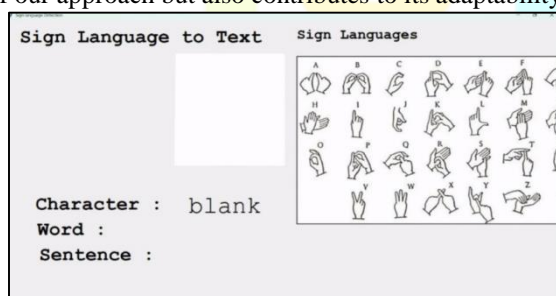 our approach but also contributes to its adaptability
Sign Language to Text
Sign Languages
A B C D E F
H I J K L M
O P Q R S T
V W X Y Z
Character : blank
Word :
Sentence :